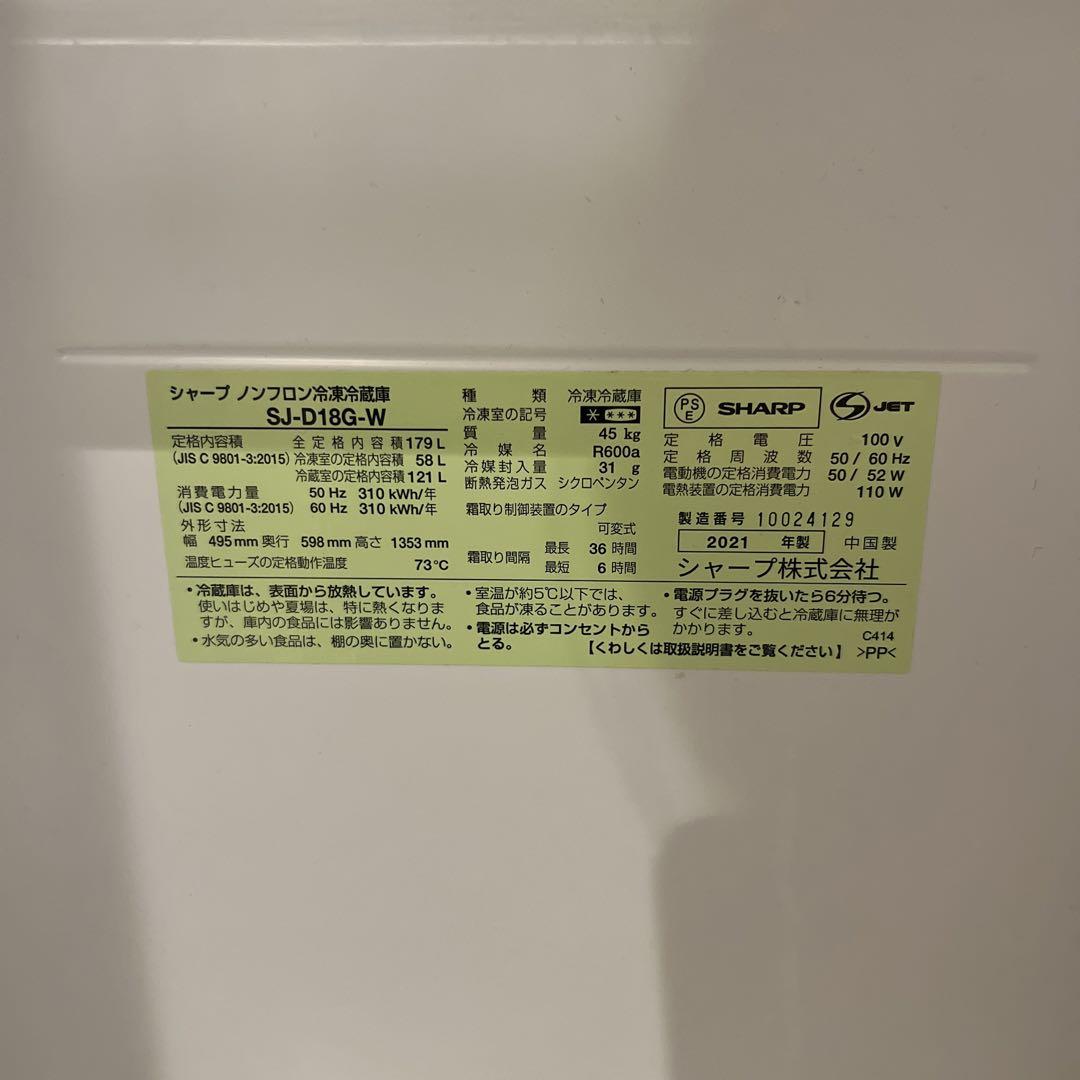 シャープ ノンフロン冷凍冷蔵庫
SJ-D18G-W
定格内容積 全定格内容積 179 L
(JIS C 9801-3:2015) 冷凍室の定格内容積 58 L
冷蔵室の定格内容積 121 L
消費電力量 50 Hz 310 kWh/年
(JIS C 9801-3:2015) 60 Hz 310 kWh/年
外形寸法
幅 495 mm 奥行 598 mm 高さ 1353 mm
温度ヒューズの定格動作温度 73℃
種類 冷凍冷蔵庫
冷凍室の記号 * ***
質量 45 kg
冷媒名 R600a
冷媒封入量 31 g
断熱発泡ガス シクロペンタン
霜取り制御装置のタイプ
可変式
霜取り間隔 最長 36 時間
最短 6 時間
PSE SHARP JET
定格電圧 100 V
定格周波数 50 / 60 Hz
電動機の定格消費電力 50 / 52 W
電熱装置の定格消費電力 110 W
製造番号 10024129
2021 年製 中国製
シャープ株式会社
・冷蔵庫は、表面から放熱しています。
使いはじめや夏場は、特に熱くなりま
すが、庫内の食品には影響ありません。
・水気の多い食品は、棚の奥に置かない。
・室温が約5℃以下では、
食品が凍ることがあります。
・電源は必ずコンセントから
とる。
・電源プラグを抜いたら6分待つ。
すぐに差し込むと冷蔵庫に無理が
かかります。
C414
【くわしくは取扱説明書をご覧ください】 >PP<